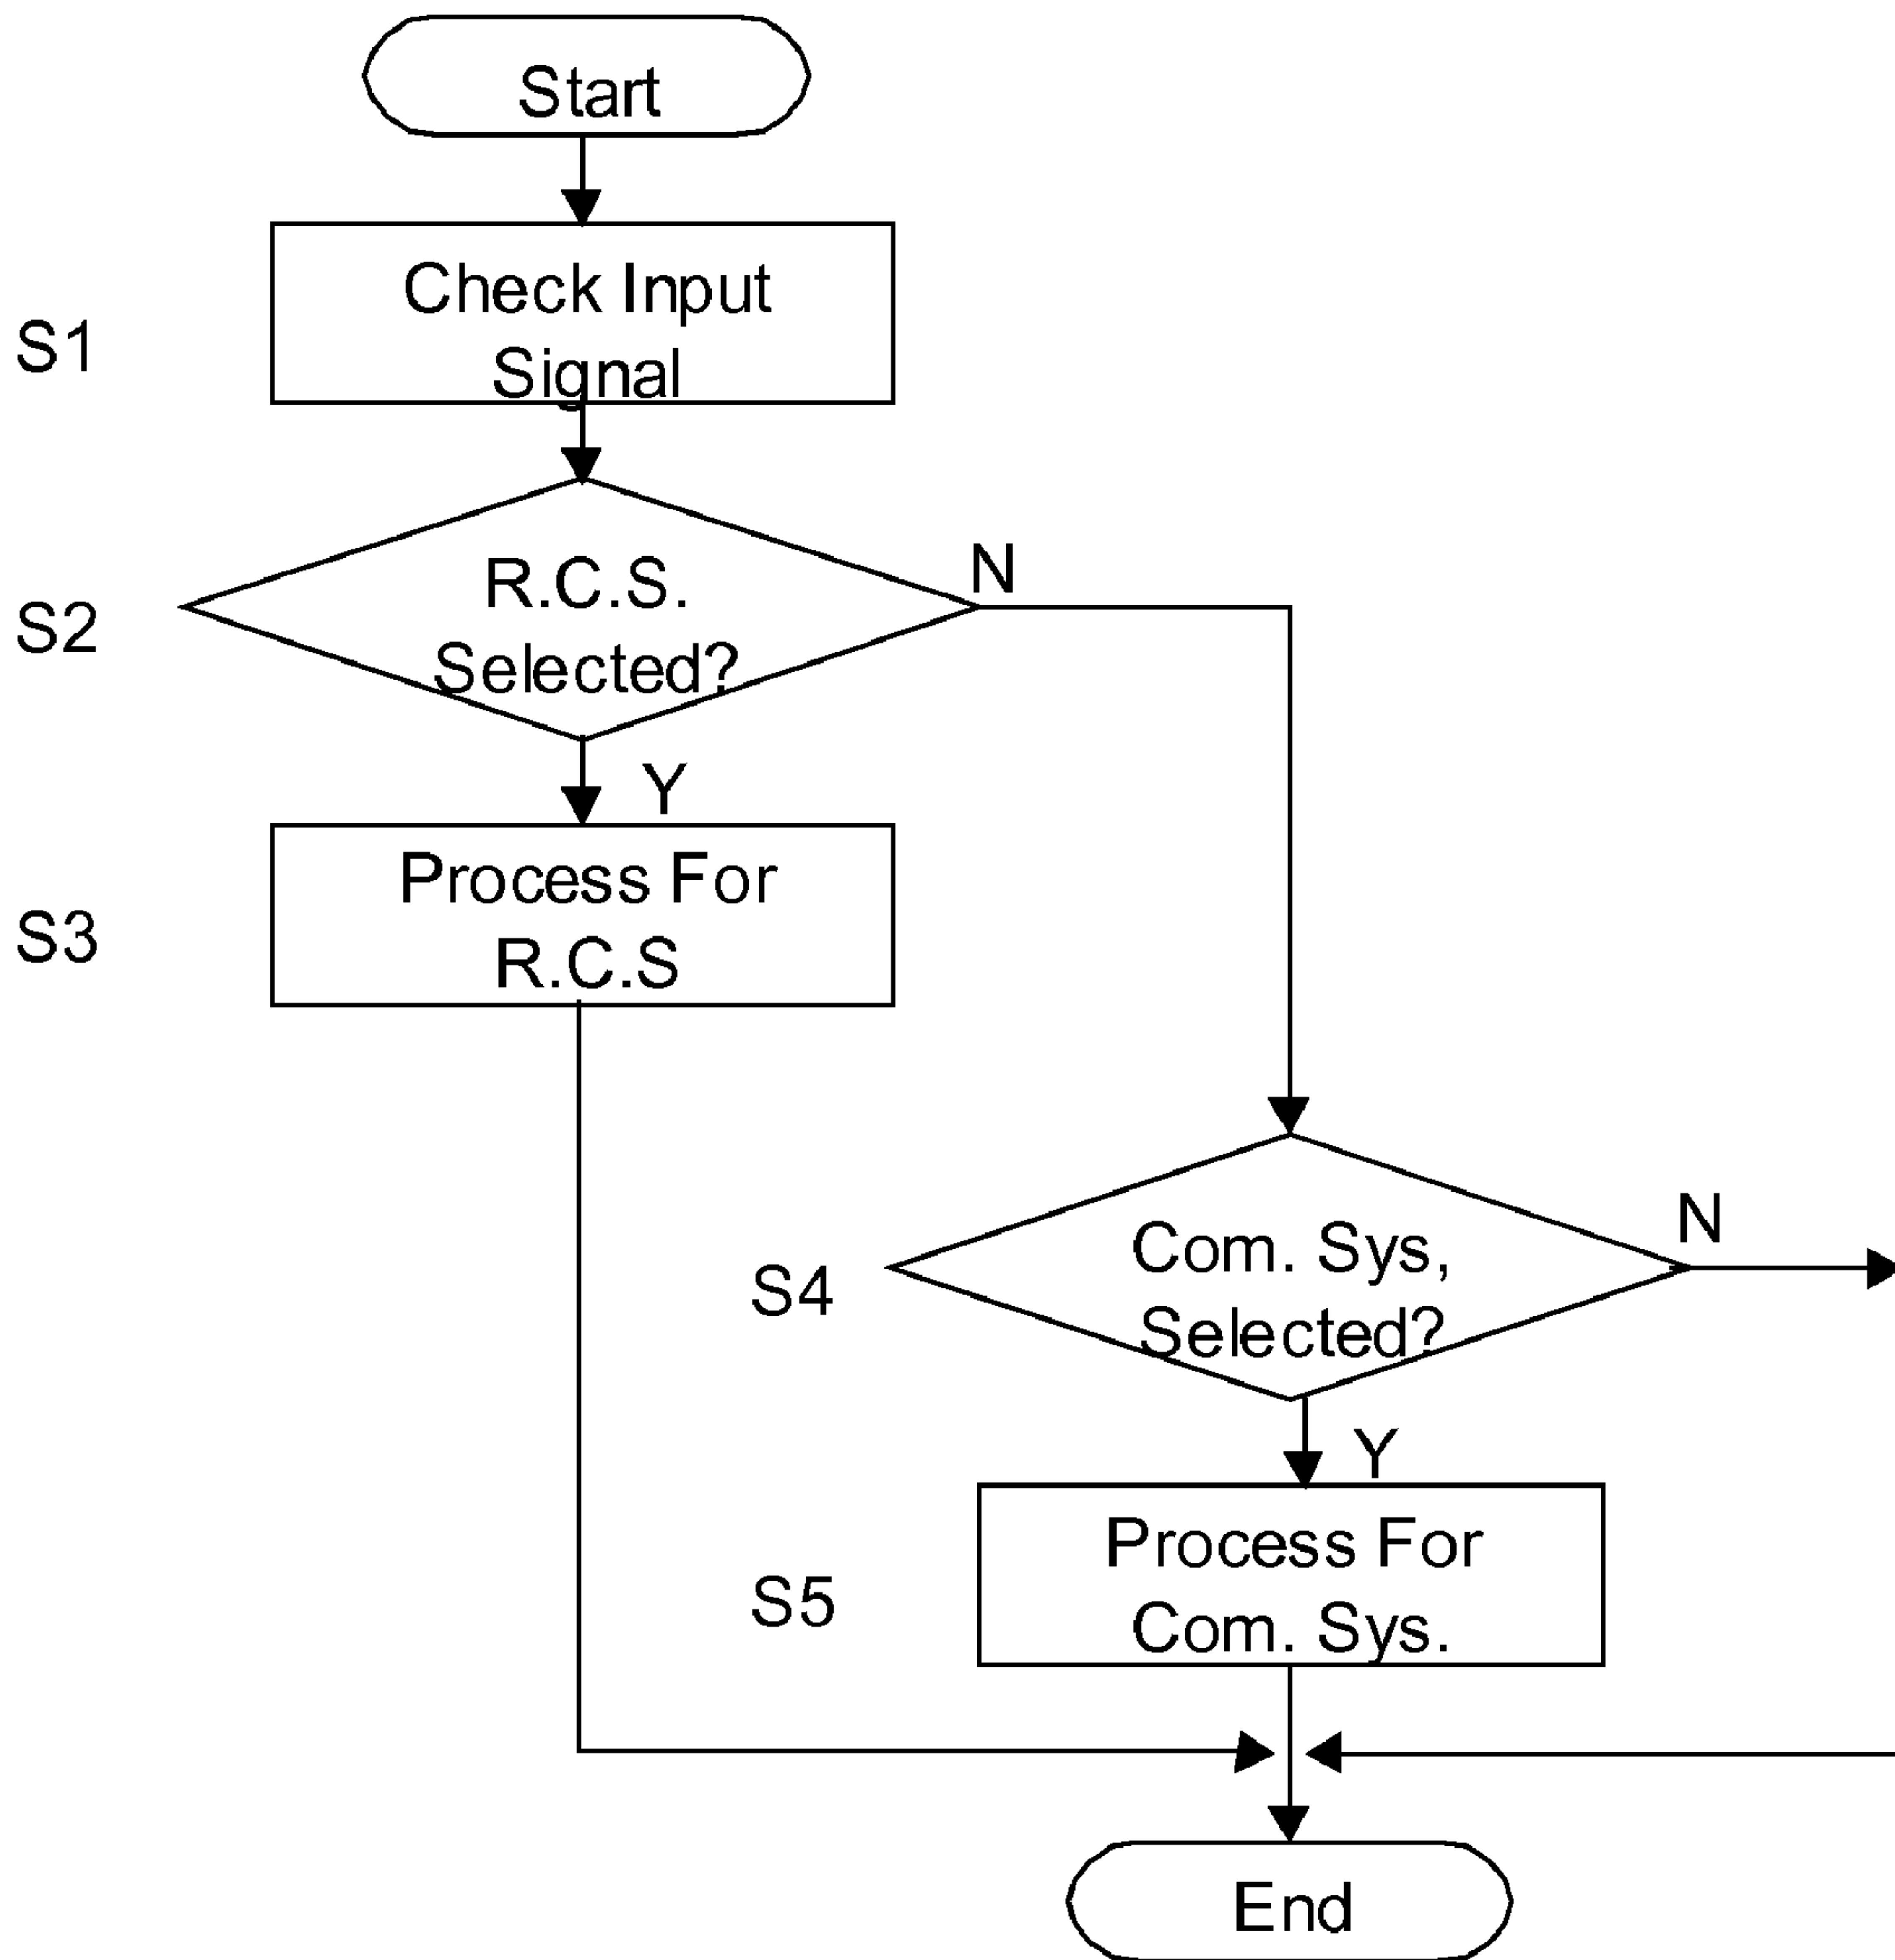 Start
Check Input
Signal
S1
R.C.S.
Selected?
N
S2
Y
Process For
R.C.S
S3
Com. Sys,
Selected?
N
S4
Y
Process For
Com. Sys.
S5
End